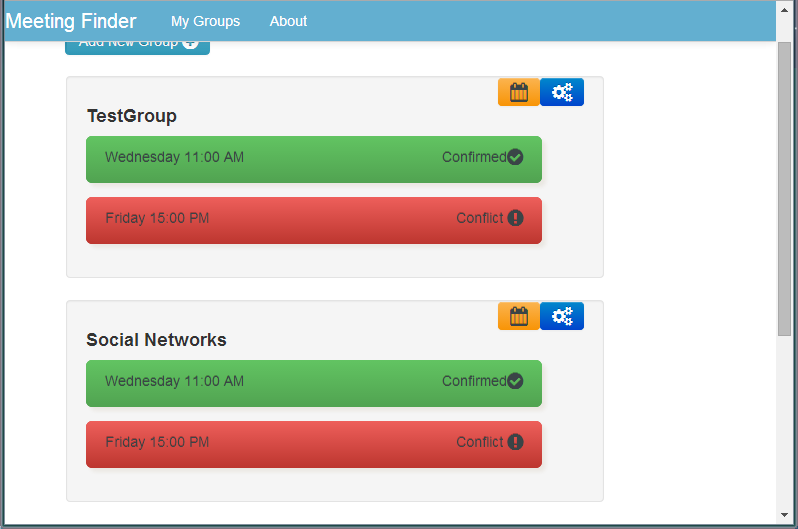 Meeting Finder My Groups About
Add New Group
TestGroup
Wednesday 11:00 AM Confirmed
Friday 15:00 PM Conflict
Social Networks
Wednesday 11:00 AM Confirmed
Friday 15:00 PM Conflict